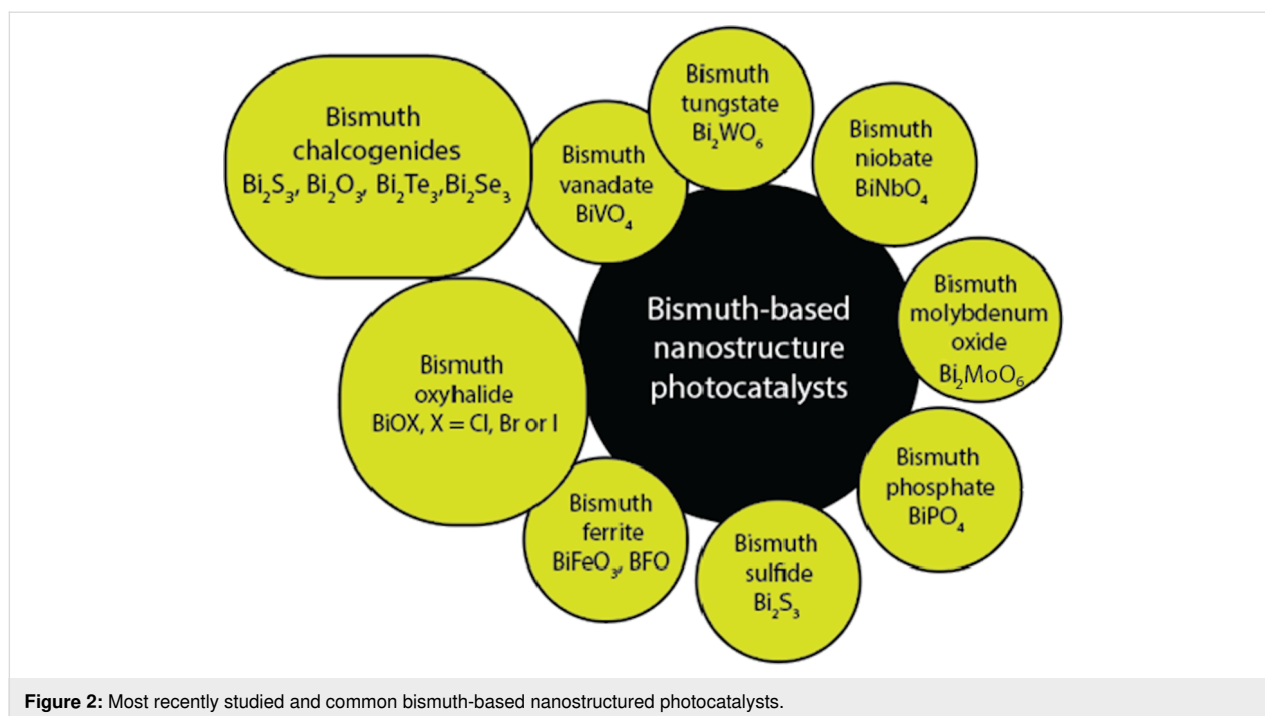 Bismuth
chalcogenides
Bi₂S₃, Bi₂O₃, Bi₂Te₃,Bi₂Se₃
Bismuth
vanadate
BiVO₄
Bismuth
tungstate
Bi₂WO₆
Bismuth
niobate
BiNbO₄
Bismuth
molybdenum
oxide
Bi₂MoO₆
Bismuth
phosphate
BiPO₄
Bismuth
sulfide
Bi₂S₃
Bismuth
ferrite
BiFeO₃, BFO
Bismuth
oxyhalide
BiOX, X = Cl, Br or I
Bismuth-based
nanostructure
photocatalysts
Figure 2: Most recently studied and common bismuth-based nanostructured photocatalysts.